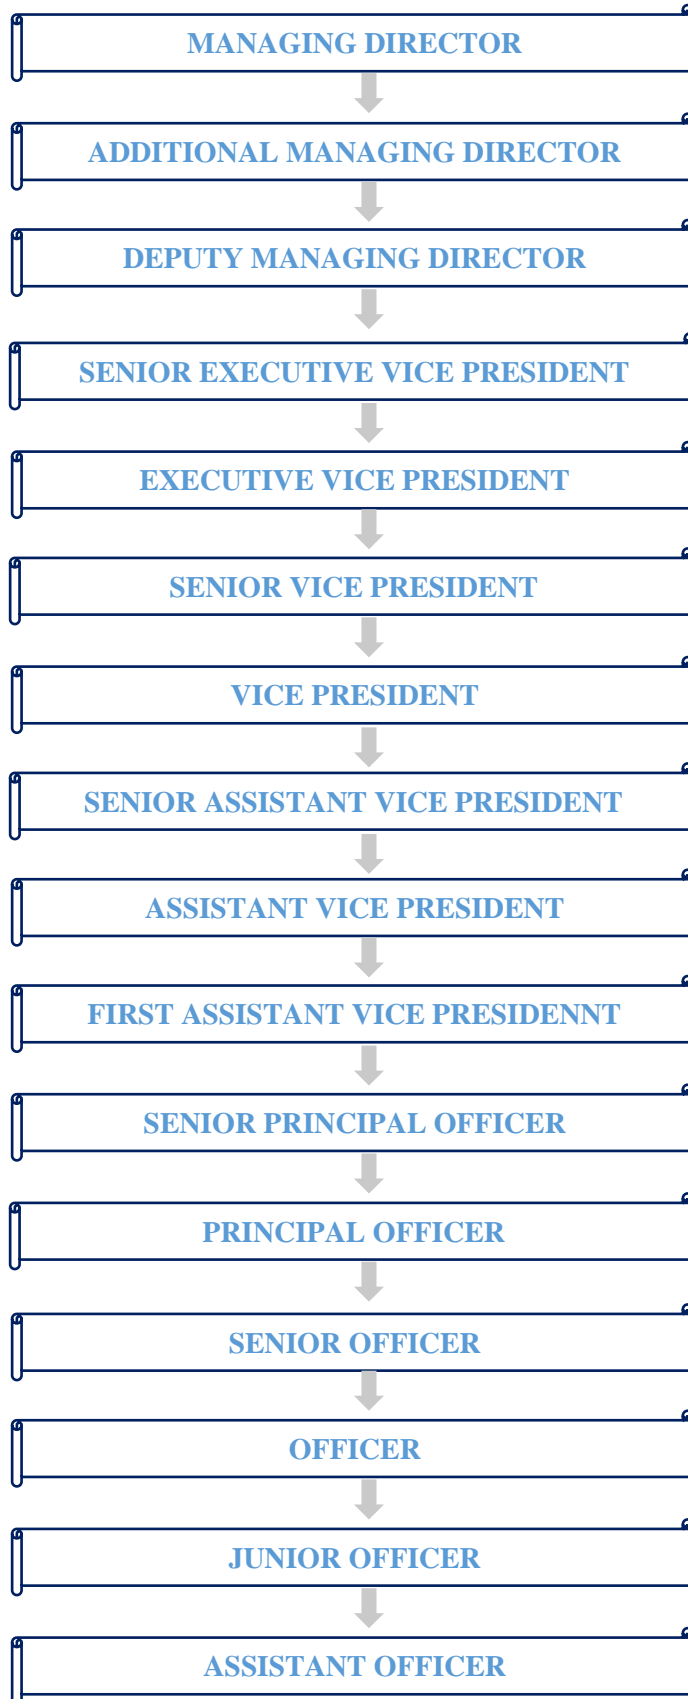 MANAGING DIRECTOR
ADDITIONAL MANAGING DIRECTOR
DEPUTY MANAGING DIRECTOR
SENIOR EXECUTIVE VICE PRESIDENT
EXECUTIVE VICE PRESIDENT
SENIOR VICE PRESIDENT
VICE PRESIDENT
SENIOR ASSISTANT VICE PRESIDENT
ASSISTANT VICE PRESIDENT
FIRST ASSISTANT VICE PRESIDENNT
SENIOR PRINCIPAL OFFICER
PRINCIPAL OFFICER
SENIOR OFFICER
OFFICER
JUNIOR OFFICER
ASSISTANT OFFICER